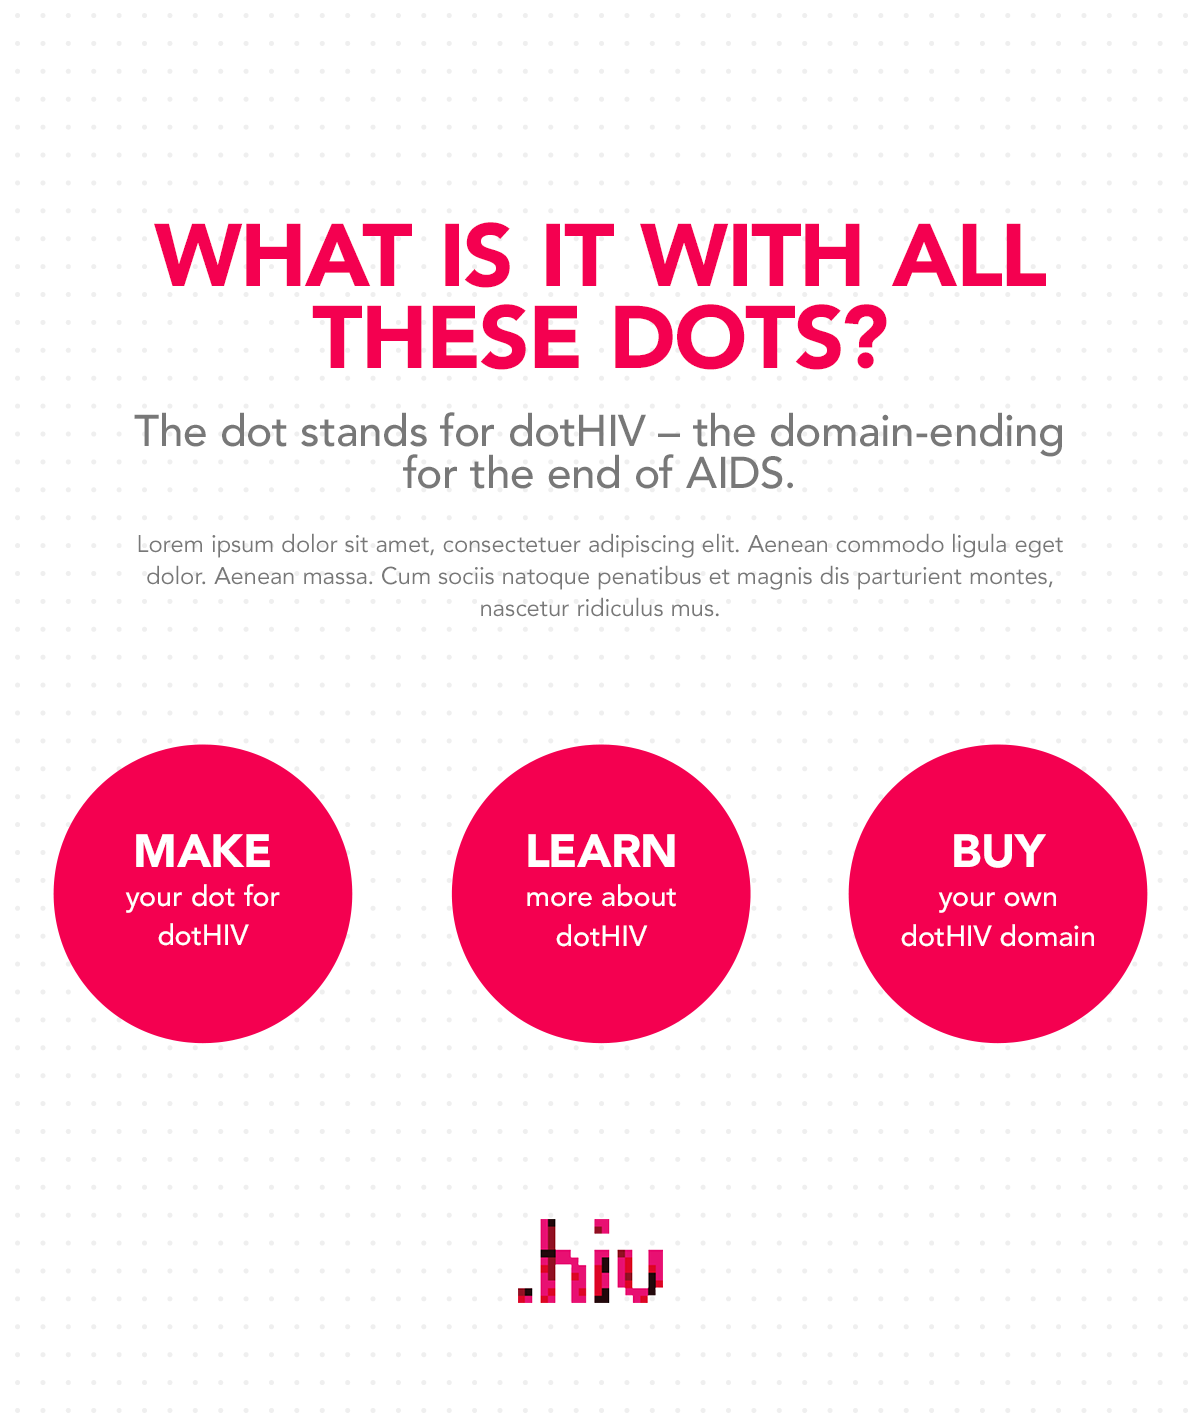 WHAT IS IT WITH ALL
THESE DOTS?
The dot stands for dotHIV – the domain-ending
for the end of AIDS.
Lorem ipsum dolor sit amet, consectetuer adipiscing elit. Aenean commodo ligula eget
dolor. Aenean massa. Cum sociis natoque penatibus et magnis dis parturient montes,
nascetur ridiculus mus.
MAKE
your dot for
dotHIV
LEARN
more about
dotHIV
BUY
your own
dotHIV domain
.hiv